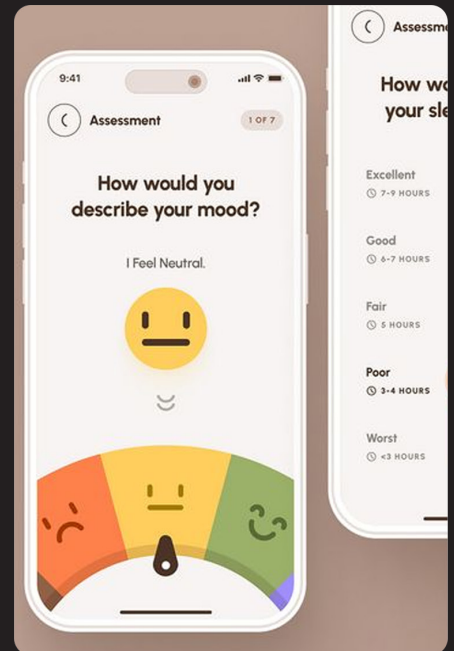 9:41
Assessment
1 OF 7
How would you
describe your mood?
I Feel Neutral.
Assessm
How wo
your sle
Excellent
7-9 HOURS
Good
6-7 HOURS
Fair
5 HOURS
Poor
3-4 HOURS
Worst
<3 HOURS